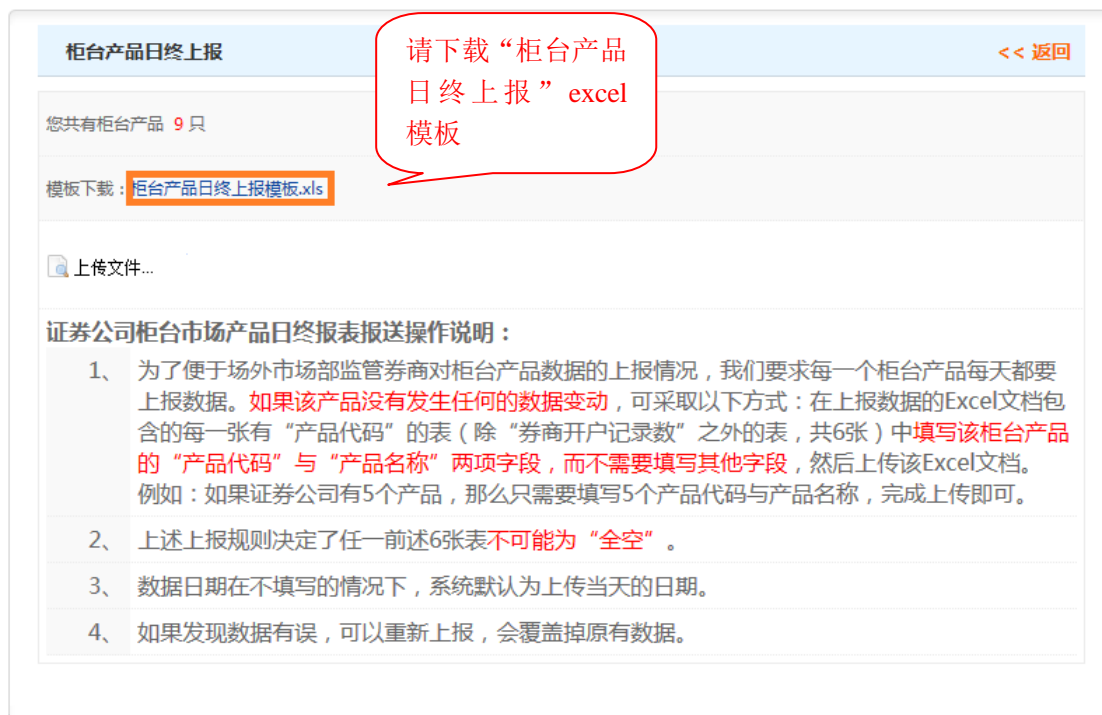 柜台产品日终上报
<< 返回
请下载“柜台产品
日终上报”excel
模板
您共有柜台产品 9 只
模板下载：柜台产品日终上报模板.xls
上传文件...
证券公司柜台市场产品日终报表报送操作说明：
1、 为了便于场外市场部监管券商对柜台产品数据的上报情况，我们要求每一个柜台产品每天都要
上报数据。如果该产品没有发生任何的数据变动，可采取以下方式：在上报数据的Excel文档包
含的每一张有“产品代码”的表（除“券商开户记录数”之外的表，共6张）中填写该柜台产品
的“产品代码”与“产品名称”两项字段，而不需要填写其他字段，然后上传该Excel文档。
例如：如果证券公司有5个产品，那么只需要填写5个产品代码与产品名称，完成上传即可。
2、 上述上报规则决定了任一前述6张表不可能为“全空”。
3、 数据日期在不填写的情况下，系统默认为上传当天的日期。
4、 如果发现数据有误，可以重新上报，会覆盖掉原有数据。